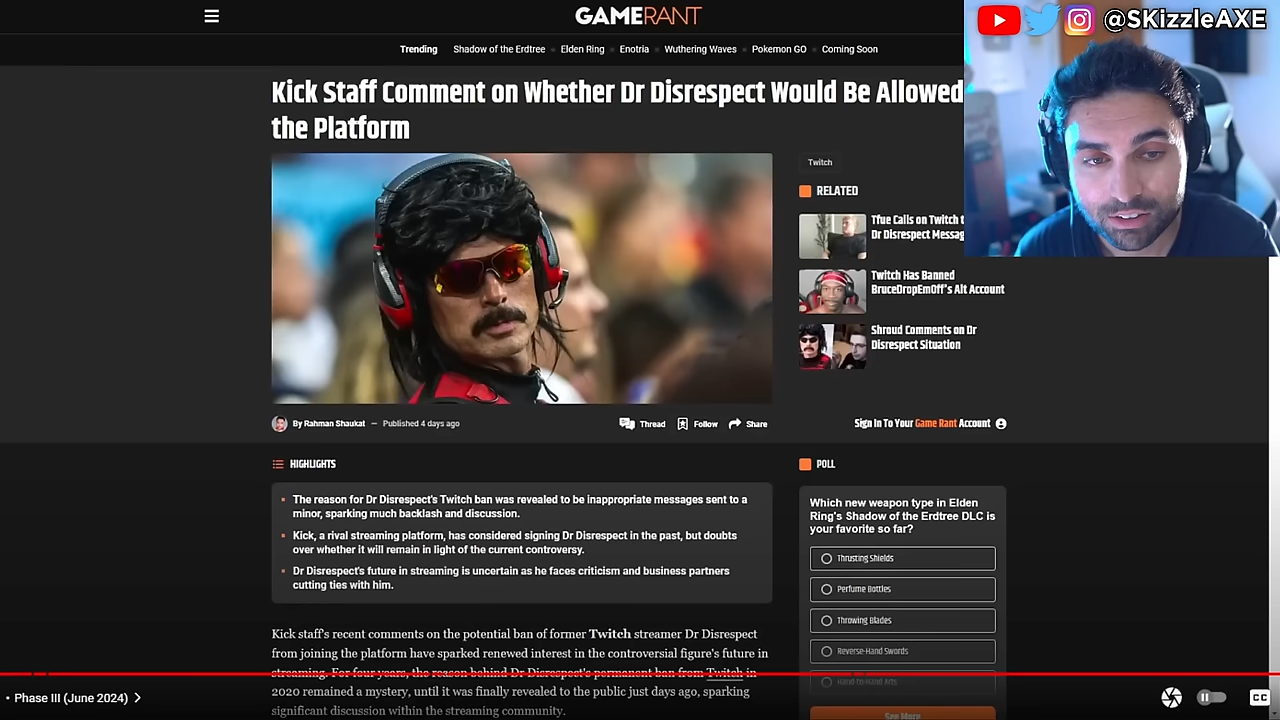 GAMERANT
@SKizzleAXE
Trending
Shadow of the Erdtree
Elden Ring
Enotria
Wuthering Waves
Pokemon GO
Coming Soon
Kick Staff Comment on Whether Dr Disrespect Would Be Allowed
the Platform
Twitch
RELATED
Tfue Calls on Twitch
Dr Disrespect Messag
Twitch Has Banned
BruceDropEmOff's Alt Account
Shroud Comments on Dr
Disrespect Situation
By Rahman Shaukat — Published 4 days ago
Thread
Follow
Share
Sign In To Your Game Rant Account
HIGHLIGHTS
The reason for Dr Disrespect's Twitch ban was revealed to be inappropriate messages sent to a
minor, sparking much backlash and discussion.
Kick, a rival streaming platform, has considered signing Dr Disrespect in the past, but doubts
over whether it will remain in light of the current controversy.
Dr Disrespect's future in streaming is uncertain as he faces criticism and business partners
cutting ties with him.
POLL
Which new weapon type in Elden
Ring's Shadow of the Erdtree DLC is
your favorite so far?
Thrusting Shields
Perfume Bottles
Throwing Blades
Reverse-Hand Swords
Hand-to-Hand Arts
See More
Kick staff's recent comments on the potential ban of former Twitch streamer Dr Disrespect
from joining the platform have sparked renewed interest in the controversial figure's future in
streaming. For four years, the reason behind Dr Disrespect's permanent ban from Twitch in
2020 remained a mystery, until it was finally revealed to the public just days ago, sparking
significant discussion within the streaming community.
• Phase III (June 2024)
CC